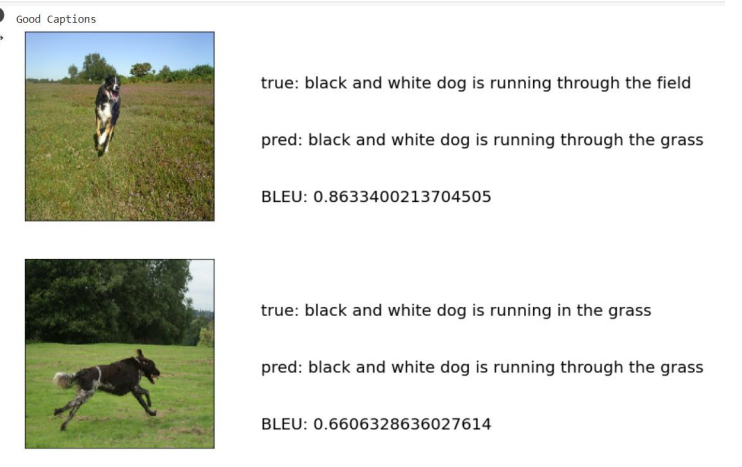 Good Captions
true: black and white dog is running through the field
pred: black and white dog is running through the grass
BLEU: 0.8633400213704505
true: black and white dog is running in the grass
pred: black and white dog is running through the grass
BLEU: 0.6606328636027614